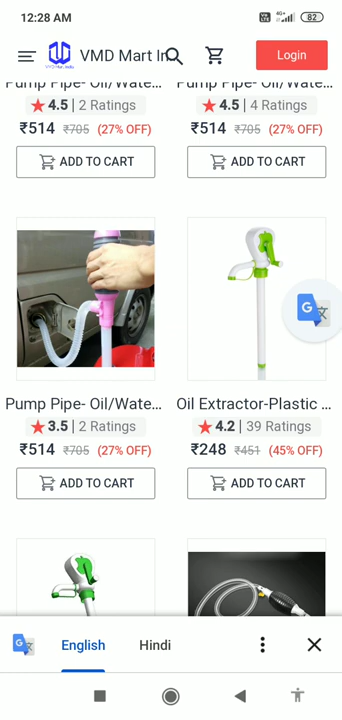 12:28 AM
4G+
82
VMD Mart In
Login
Pump Pipe- Oil/Wate...
Pump Pipe- Oil/Wate...
4.5 | 2 Ratings
4.5 | 4 Ratings
₹514 ₹705 (27% OFF)
₹514 ₹705 (27% OFF)
ADD TO CART
ADD TO CART
Pump Pipe- Oil/Wate...
Oil Extractor-Plastic ...
3.5 | 2 Ratings
4.2 | 39 Ratings
₹514 ₹705 (27% OFF)
₹248 ₹451 (45% OFF)
ADD TO CART
ADD TO CART
G
G
English
Hindi